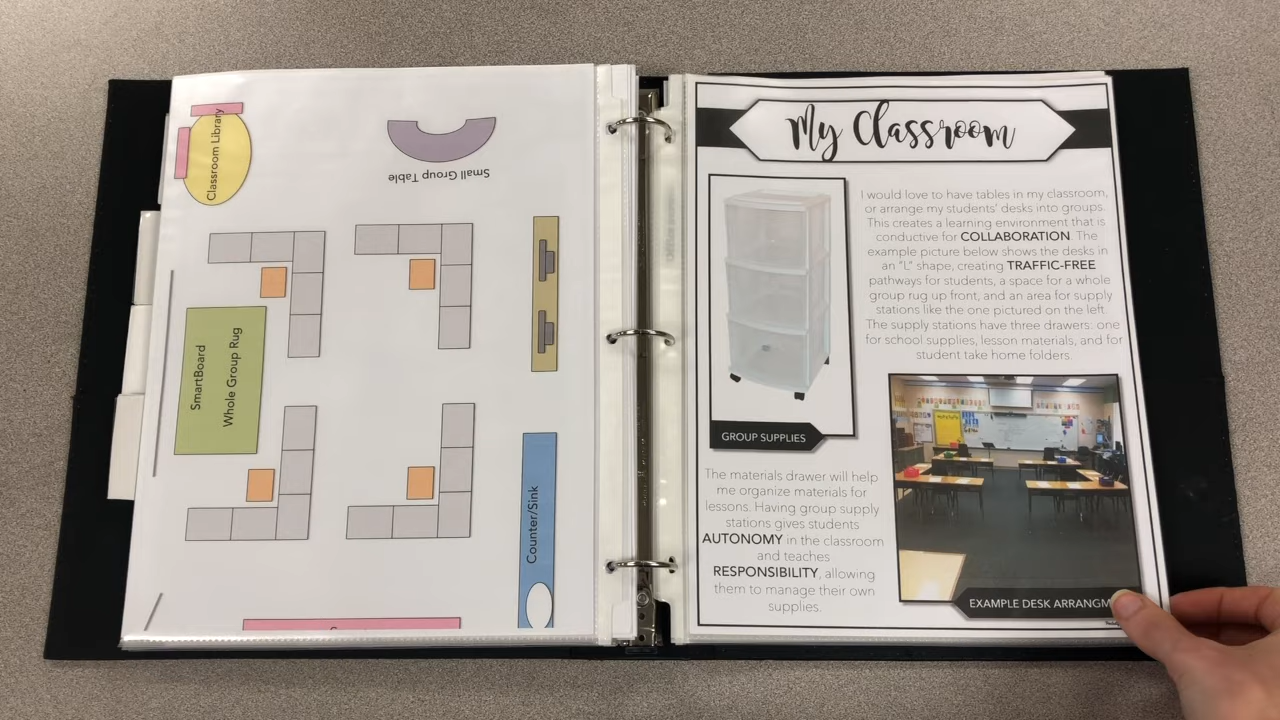 Classroom Library
Small Group Table
SmartBoard
Whole Group Rug
Counter/Sink
My Classroom
I would love to have tables in my classroom,
or arrange my students' desks into groups.
This creates a learning environment that is
conductive for COLLABORATION. The
example picture below shows the desks in
an "L" shape, creating TRAFFIC-FREE
pathways for students, a space for a whole
group rug up front, and an area for supply
stations like the one pictured on the left.
The supply stations have three drawers: one
for school supplies, lesson materials, and for
student take home folders.
GROUP SUPPLIES
The materials drawer will help
me organize materials for
lessons. Having group supply
stations gives students
AUTONOMY in the classroom
and teaches
RESPONSIBILITY, allowing
them to manage their own
supplies.
EXAMPLE DESK ARRANGM